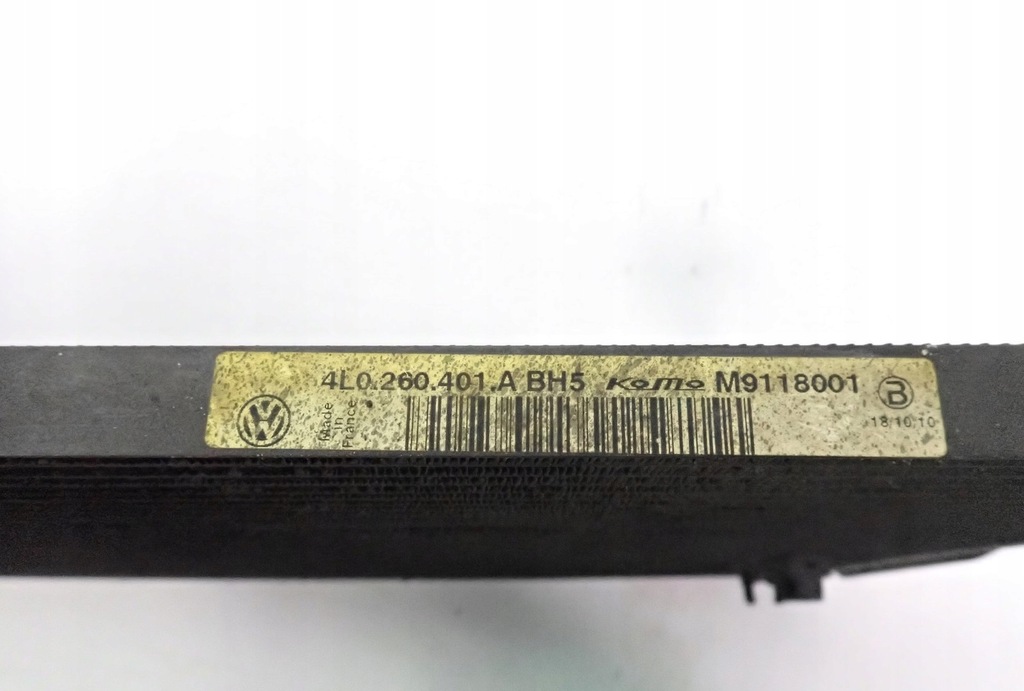 4L0.260.401.A BH5 KoMo M9118001 B
Made
in
France
18.10.10